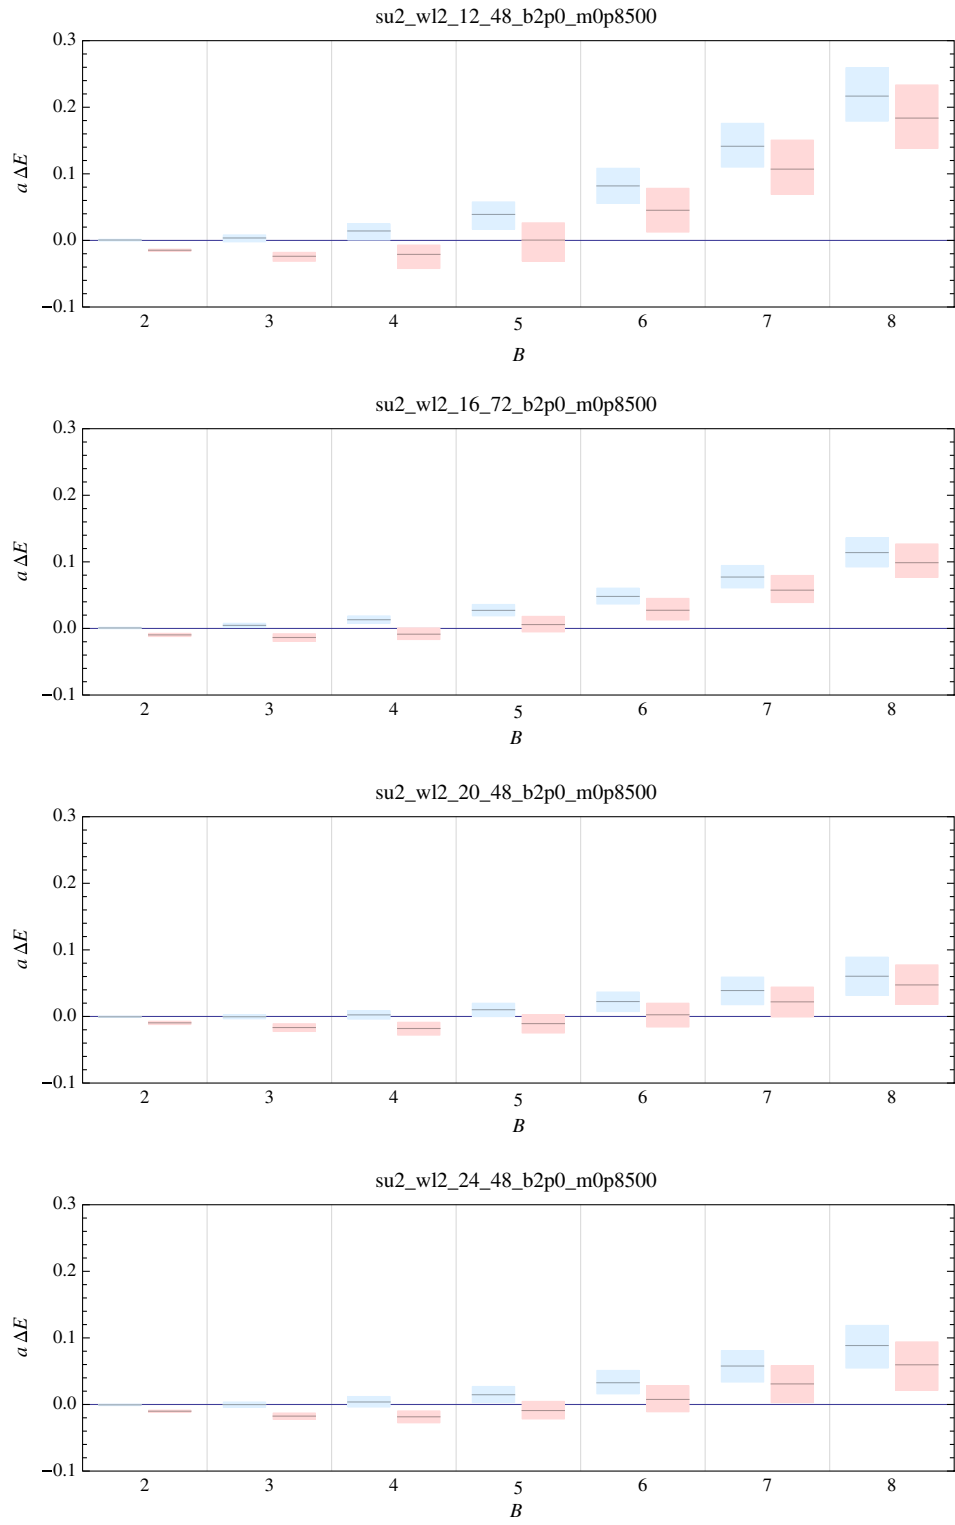 su2_wl2_12_48_b2p0_m0p8500
0.3
0.2
0.1
0.0
−0.1
a ΔE
2 3 4 5 6 7 8
B
su2_wl2_16_72_b2p0_m0p8500
0.3
0.2
0.1
0.0
−0.1
a ΔE
2 3 4 5 6 7 8
B
su2_wl2_20_48_b2p0_m0p8500
0.3
0.2
0.1
0.0
−0.1
a ΔE
2 3 4 5 6 7 8
B
su2_wl2_24_48_b2p0_m0p8500
0.3
0.2
0.1
0.0
−0.1
a ΔE
2 3 4 5 6 7 8
B